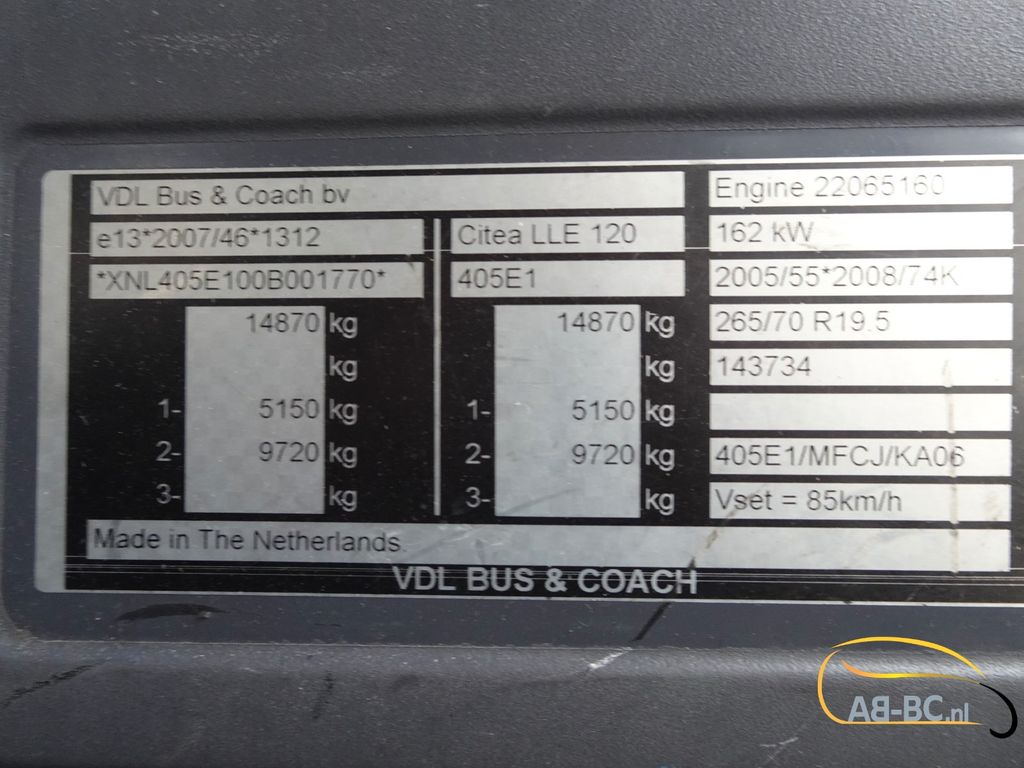 VDL Bus & Coach bv
e13*2007/46*1312
Citea LLE 120
*XNL405E100B001770*
405E1
14870 kg
14870 kg
kg
kg
1- 5150 kg
1- 5150 kg
2- 9720 kg
2- 9720 kg
3- kg
3- kg
Engine 22065160
162 kW
2005/55*2008/74K
265/70 R19.5
143734
405E1/MFCJ/KA06
Vset = 85km/h
Made in The Netherlands
VDL BUS & COACH
AB-BC.nl